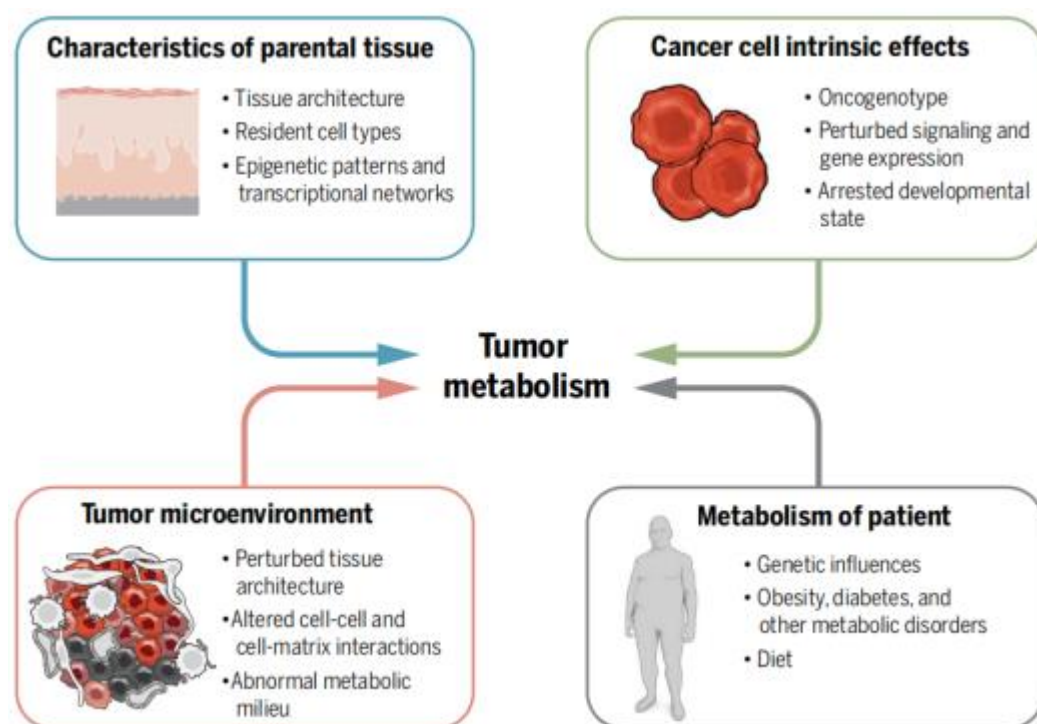 Characteristics of parental tissue
• Tissue architecture
• Resident cell types
• Epigenetic patterns and
transcriptional networks
Cancer cell intrinsic effects
• Oncogenotype
• Perturbed signaling and
gene expression
• Arrested developmental
state
Tumor
metabolism
Tumor microenvironment
• Perturbed tissue
architecture
• Altered cell-cell and
cell-matrix interactions
• Abnormal metabolic
milieu
Metabolism of patient
• Genetic influences
• Obesity, diabetes, and
other metabolic disorders
• Diet